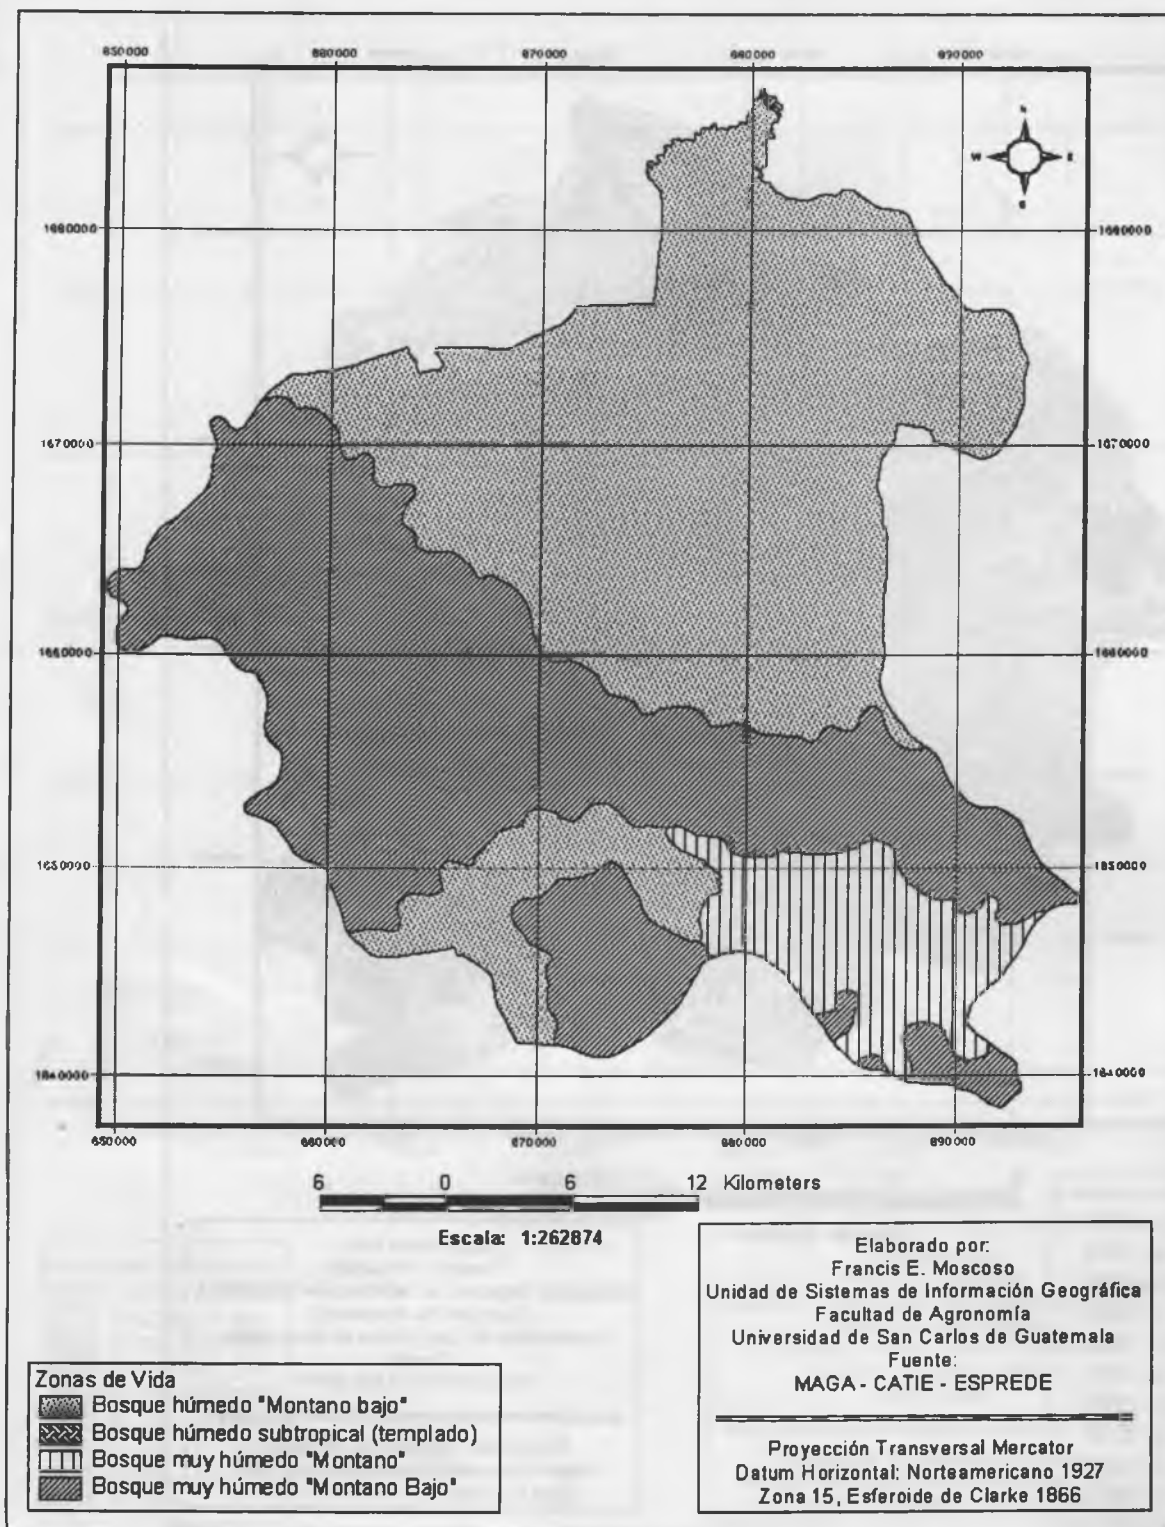 650000 660000 670000 680000 690000
N
W E
S
1680000 1680000
1670000 1670000
1660000 1660000
1650000 1650000
1640000 1640000
650000 660000 670000 680000 690000
6 0 6 12 Kilometers
Escala: 1:262874
Elaborado por:
Francis E. Moscoso
Unidad de Sistemas de Información Geográfica
Facultad de Agronomía
Universidad de San Carlos de Guatemala
Fuente:
MAGA - CATIE - ESPREDE
Proyección Transversal Mercator
Datum Horizontal: Norteamericano 1927
Zona 15, Esferoide de Clarke 1866
Zonas de Vida
Bosque húmedo "Montano bajo"
Bosque húmedo subtropical (templado)
Bosque muy húmedo "Montano"
Bosque muy húmedo "Montano Bajo"